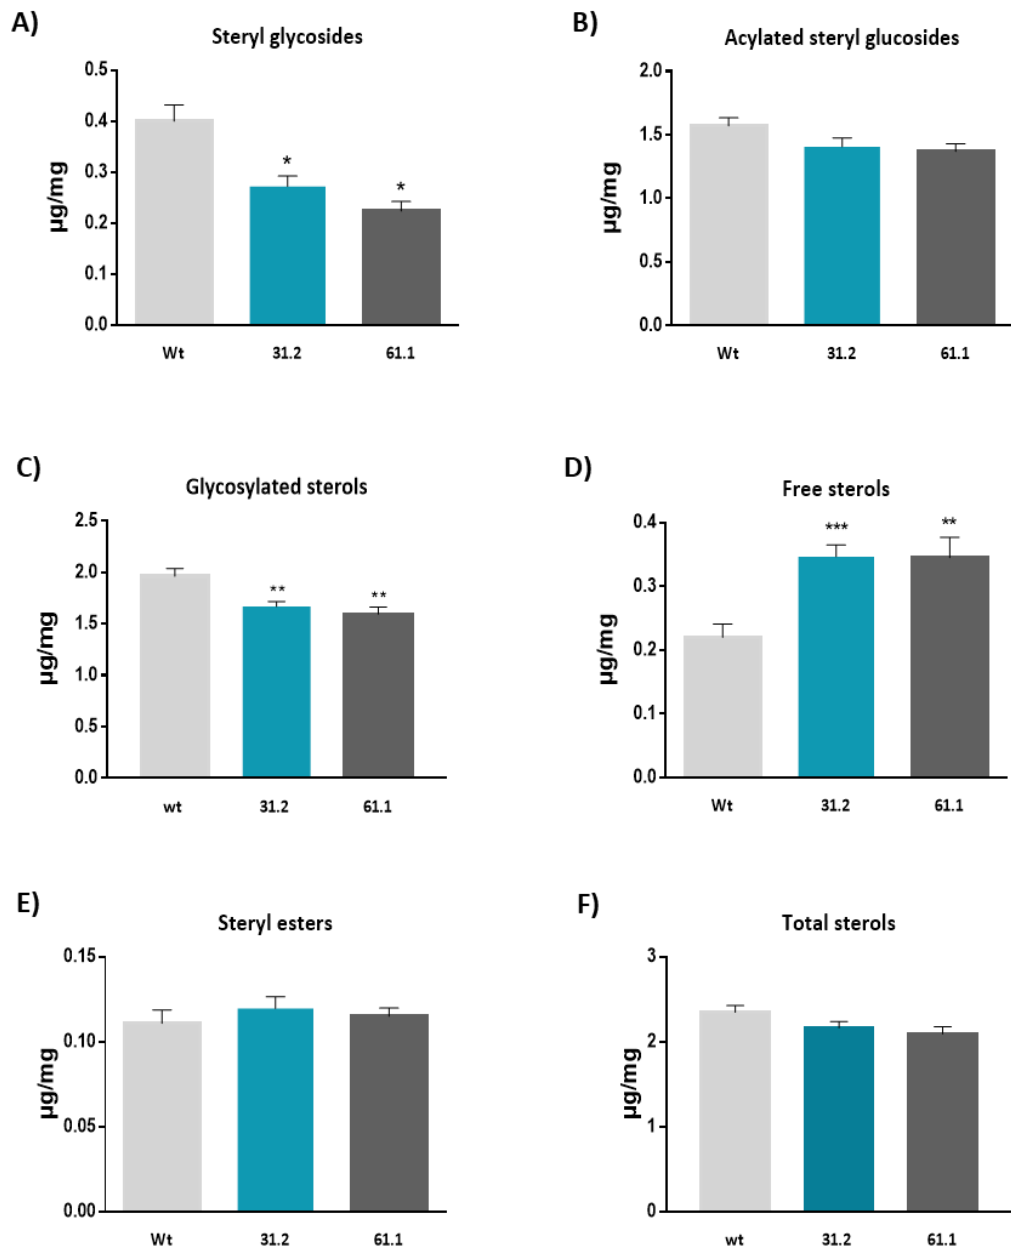 A)
Steryl glycosides
0.5
0.4
0.3
0.2
0.1
0.0
µg/mg
*
*
Wt 31.2 61.1
B)
Acylated steryl glucosides
2.0
1.5
1.0
0.5
0.0
µg/mg
Wt 31.2 61.1
C)
Glycosylated sterols
2.5
2.0
1.5
1.0
0.5
0.0
µg/mg
**
**
wt 31.2 61.1
D)
Free sterols
0.4
0.3
0.2
0.1
0.0
µg/mg
***
**
Wt 31.2 61.1
E)
Steryl esters
0.15
0.10
0.05
0.00
µg/mg
Wt 31.2 61.1
F)
Total sterols
3
2
1
0
µg/mg
wt 31.2 61.1